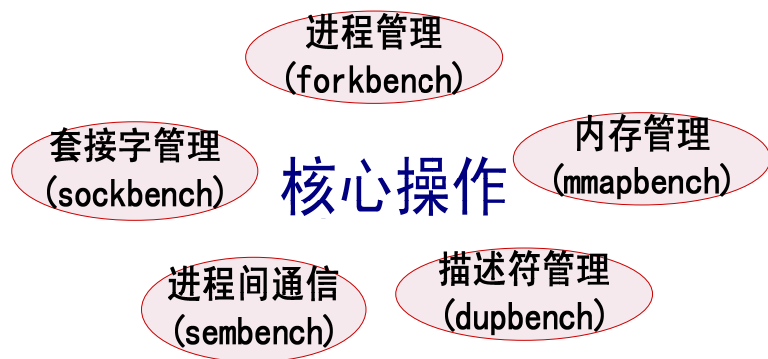 进程管理
(forkbench)
套接字管理
(sockbench)
核心操作
内存管理
(mmapbench)
进程间通信
(sembench)
描述符管理
(dupbench)